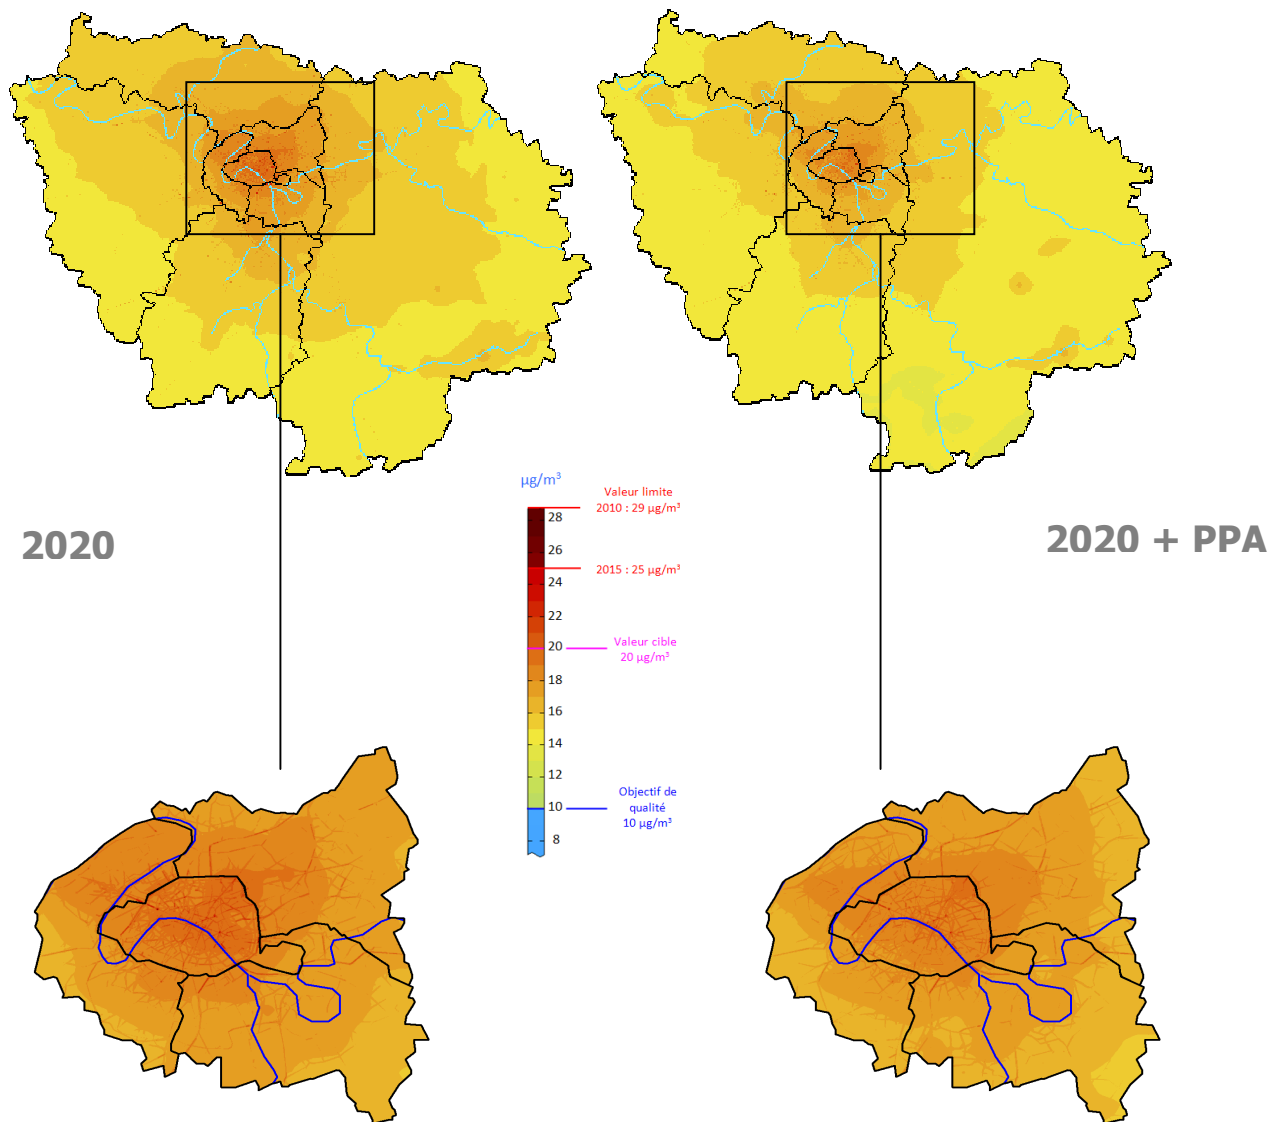 µg/m³
Valeur limite
2010 : 29 µg/m³
28
26
2015 : 25 µg/m³
24
22
20
Valeur cible
20 µg/m³
18
16
14
12
10
Objectif de
qualité
10 µg/m³
8
2020
2020 + PPA